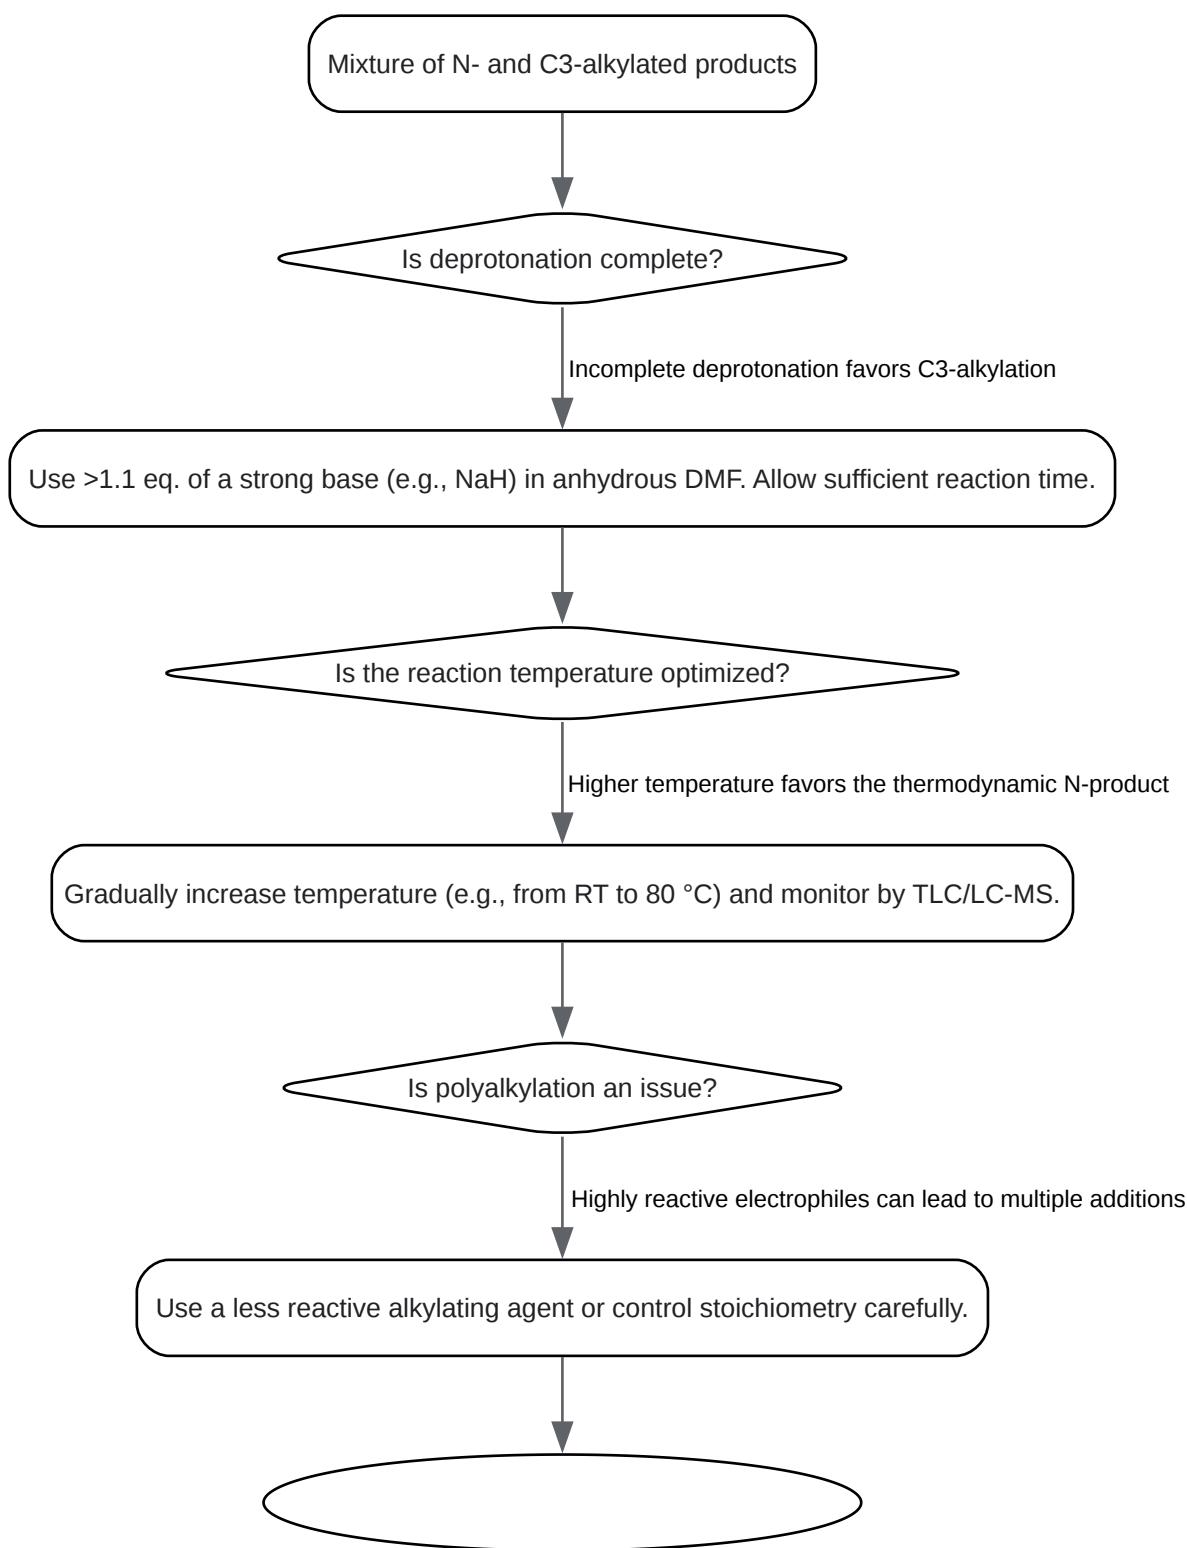 Mixture of N- and C3-alkylated products
Is deprotonation complete?
Incomplete deprotonation favors C3-alkylation
Use >1.1 eq. of a strong base (e.g., NaH) in anhydrous DMF. Allow sufficient reaction time.
Is the reaction temperature optimized?
Higher temperature favors the thermodynamic N-product
Gradually increase temperature (e.g., from RT to 80 °C) and monitor by TLC/LC-MS.
Is polyalkylation an issue?
Highly reactive electrophiles can lead to multiple additions
Use a less reactive alkylating agent or control stoichiometry carefully.